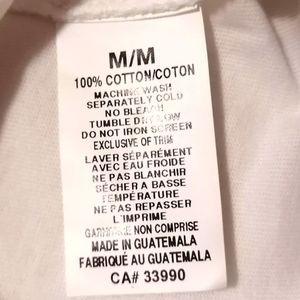 M/M
100% COTTON/COTON
MACHINE WASH
SEPARATELY COLD
NO BLEACH
TUMBLE DRY LOW
DO NOT IRON SCREEN
EXCLUSIVE OF TRIM
LAVER SÉPARÉMENT
AVEC EAU FROIDE
NE PAS BLANCHIR
SÉCHER A BASSE
TEMPÉRATURE
NE PAS REPASSER
L'IMPRIME
GARNITURE NON COMPRISE
MADE IN GUATEMALA
FABRIQUÉ AU GUATEMALA
CA# 33990